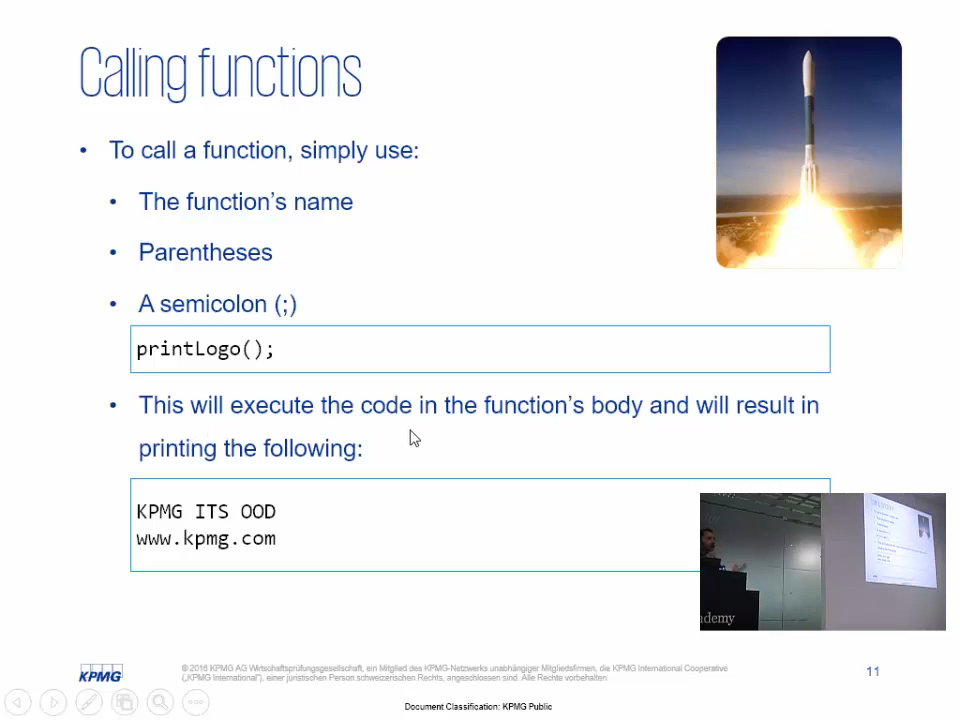 Calling functions
• To call a function, simply use:
• The function's name
• Parentheses
• A semicolon (;)
printLogo();
• This will execute the code in the function's body and will result in
printing the following:
KPMG ITS OOD
www.kpmg.com
demy
KPMG
© 2016 KPMG AG Wirtschaftsprüfungsgesellschaft, ein Mitglied des KPMG-Netzwerks unabhängiger Mitgliedsfirmen, die KPMG International Cooperative
(„KPMG International"), einer juristischen Person schweizerischen Rechts, angeschlossen sind. Alle Rechte vorbehalten
11
Document Classification: KPMG Public